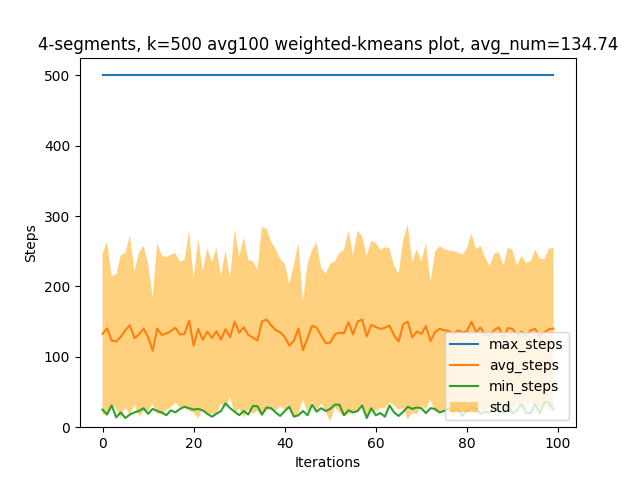 4-segments, k=500 avg100 weighted-kmeans plot, avg_num=134.74
500
400
300
200
100
0
Steps
max_steps
avg_steps
min_steps
std
0
20
40
60
80
100
Iterations